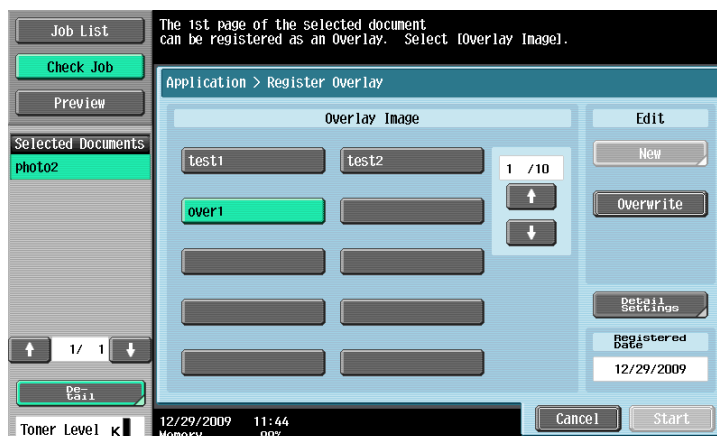 Job List
Check Job
Preview
Selected Documents
photo2
1/ 1
De-
tail
Toner Level K
The 1st page of the selected document
can be registered as an Overlay. Select [Overlay Image].
Application > Register Overlay
Overlay Image
test1
test2
over1
1 /10
Edit
New
Overwrite
Detail
Settings
Registered
Date
12/29/2009
12/29/2009 11:44
Memory 99%
Cancel
Start